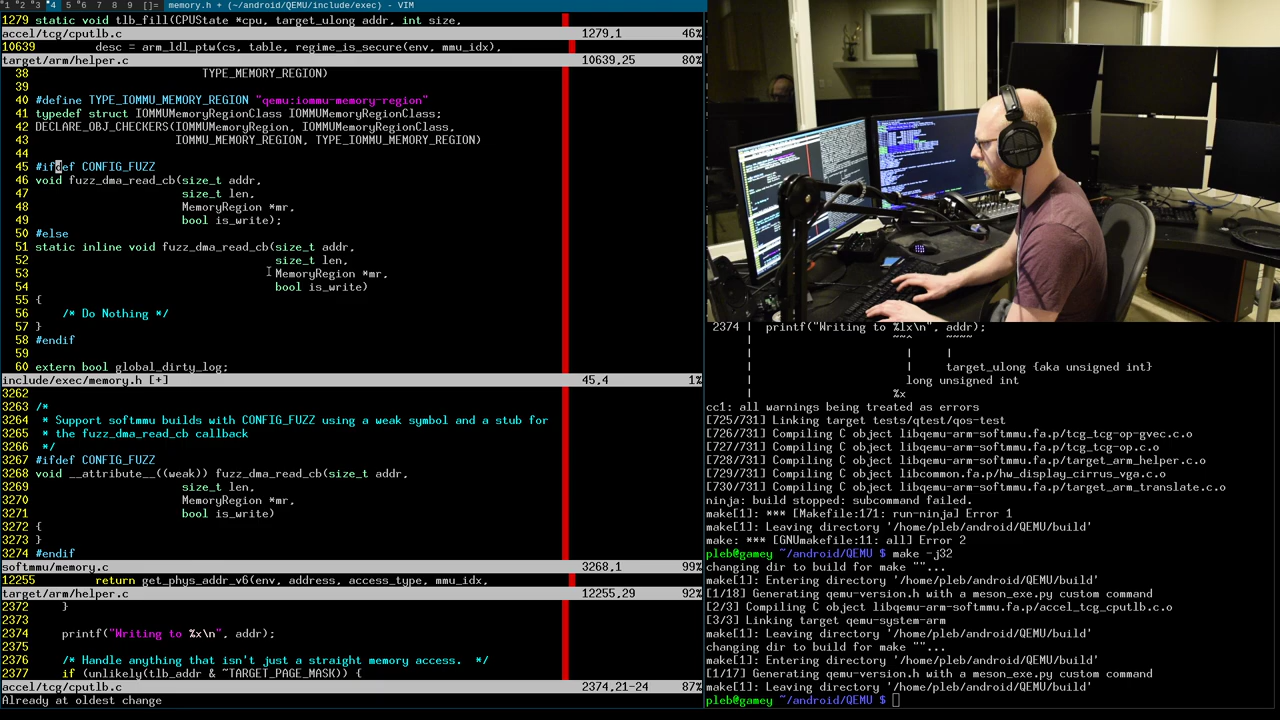 1 2 3 4 5 6 7 8 9 []= memory.h + (~/android/QEMU/include/exec) - VIM
1279 static void tlb_fill(CPUState *cpu, target_ulong addr, int size,
accel/tcg/cputlb.c 1279,1 46%
10639 desc = arm_ldl_ptw(cs, table, regime_is_secure(env, mmu_idx),
target/arm/helper.c 10639,25 80%
38 TYPE_MEMORY_REGION)
39
40 #define TYPE_IOMMU_MEMORY_REGION "qemu:iommu-memory-region"
41 typedef struct IOMMUMemoryRegionClass IOMMUMemoryRegionClass;
42 DECLARE_OBJ_CHECKERS(IOMMUMemoryRegion, IOMMUMemoryRegionClass,
43 IOMMU_MEMORY_REGION, TYPE_IOMMU_MEMORY_REGION)
44
45 #ifdef CONFIG_FUZZ
46 void fuzz_dma_read_cb(size_t addr,
47 size_t len,
48 MemoryRegion *mr,
49 bool is_write);
50 #else
51 static inline void fuzz_dma_read_cb(size_t addr,
52 size_t len,
53 MemoryRegion *mr,
54 bool is_write)
55 {
56 /* Do Nothing */
57 }
58 #endif
59
60 extern bool global_dirty_log;
include/exec/memory.h [+] 45,4 1%
3262
3263 /*
3264 * Support softmmu builds with CONFIG_FUZZ using a weak symbol and a stub for
3265 * the fuzz_dma_read_cb callback
3266 */
3267 #ifdef CONFIG_FUZZ
3268 void __attribute__((weak)) fuzz_dma_read_cb(size_t addr,
3269 size_t len,
3270 MemoryRegion *mr,
3271 bool is_write)
3272 {
3273 }
3274 #endif
softmmu/memory.c 3268,1 99%
12255 return get_phys_addr_v6(env, address, access_type, mmu_idx,
target/arm/helper.c 12255,29 92%
2372 }
2373
2374 printf("Writing to %x\n", addr);
2375
2376 /* Handle anything that isn't just a straight memory access. */
2377 if (unlikely(tlb_addr & ~TARGET_PAGE_MASK)) {
accel/tcg/cputlb.c 2374,21-24 87%
Already at oldest change
2374 | printf("Writing to %lx\n", addr);
| ~~^ ~~~~
| | |
| | target_ulong {aka unsigned int}
| long unsigned int
| %x
cc1: all warnings being treated as errors
[725/731] Linking target tests/qtest/qos-test
[726/731] Compiling C object libqemu-arm-softmmu.fa.p/tcg_tcg-op-gvec.c.o
[727/731] Compiling C object libqemu-arm-softmmu.fa.p/tcg_tcg-op.c.o
[728/731] Compiling C object libqemu-arm-softmmu.fa.p/target_arm_helper.c.o
[729/731] Compiling C object libcommon.fa.p/hw_display_cirrus_vga.c.o
[730/731] Compiling C object libqemu-arm-softmmu.fa.p/target_arm_translate.c.o
ninja: build stopped: subcommand failed.
make[1]: *** [Makefile:171: run-ninja] Error 1
make[1]: Leaving directory '/home/pleb/android/QEMU/build'
make: *** [GNUmakefile:11: all] Error 2
pleb@gamey ~/android/QEMU $ make -j32
changing dir to build for make ""...
make[1]: Entering directory '/home/pleb/android/QEMU/build'
[1/18] Generating qemu-version.h with a meson_exe.py custom command
[2/3] Compiling C object libqemu-arm-softmmu.fa.p/accel_tcg_cputlb.c.o
[3/3] Linking target qemu-system-arm
make[1]: Leaving directory '/home/pleb/android/QEMU/build'
changing dir to build for make ""...
make[1]: Entering directory '/home/pleb/android/QEMU/build'
[1/17] Generating qemu-version.h with a meson_exe.py custom command
make[1]: Leaving directory '/home/pleb/android/QEMU/build'
pleb@gamey ~/android/QEMU $